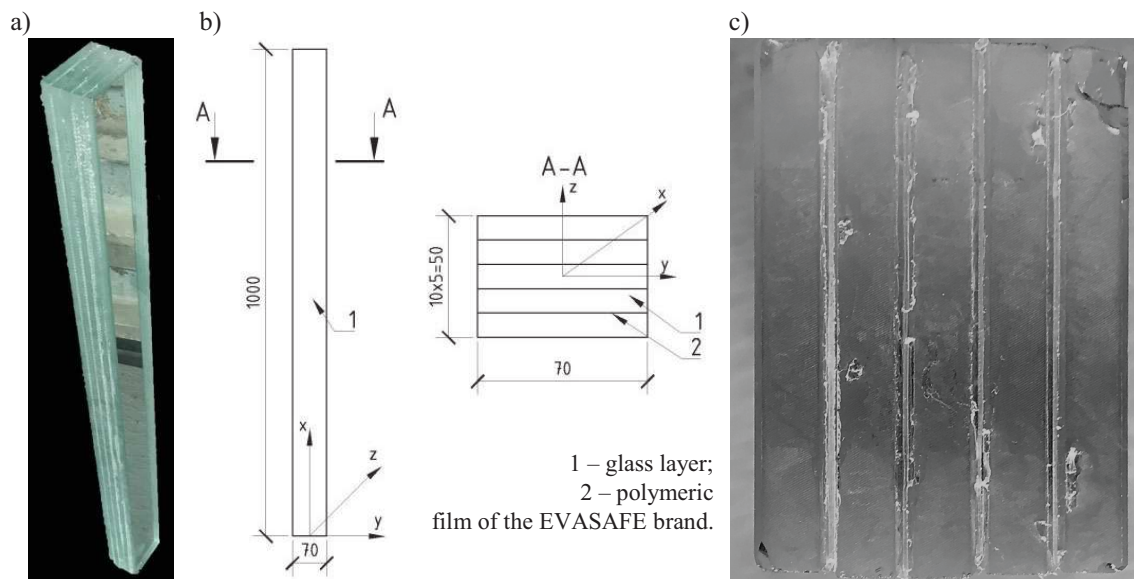 a)
b)
c)
A
A
1000
1
x
z
y
70
A-A
z
x
y
10x5=50
1
2
70
1 – glass layer;
2 – polymeric
film of the EVASAFE brand.